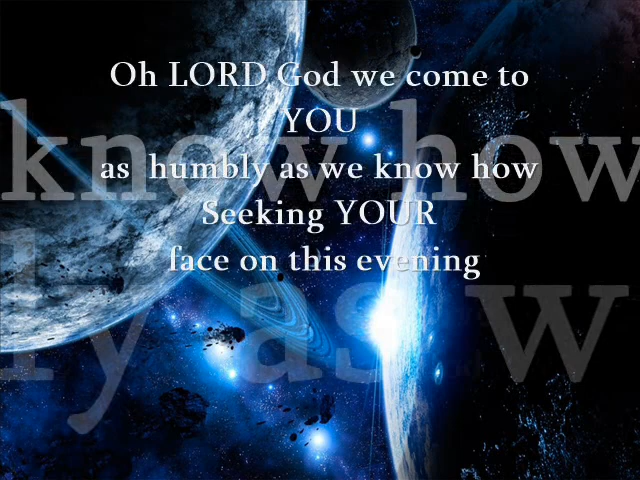 Oh LORD God we come to
YOU
as humbly as we know how
Seeking YOUR
face on this evening
know how
ly as w